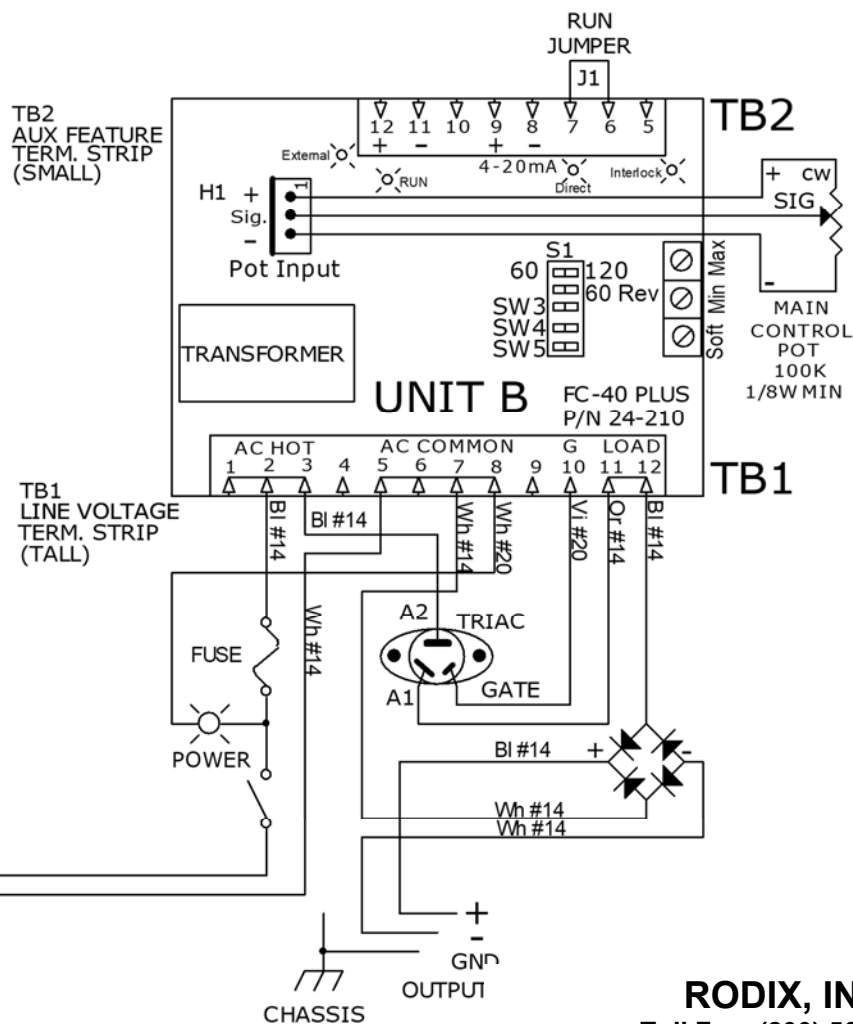 RUN
JUMPER
J1
TB2
AUX FEATURE
TERM. STRIP
(SMALL)
12 11 10 9 8 7 6 5
+ - + -
TB2
4-20mA
External
RUN
Direct
Interlock
H1 + 1
Sig.
-
Pot Input
+ CW
SIG
-
MAIN
CONTROL
POT
100K
1/8W MIN
S1
60 120
60 Rev
SW3
SW4
SW5
Max
Min
Soft
TRANSFORMER
UNIT B
FC-40 PLUS
P/N 24-210
AC HOT AC COMMON G LOAD
1 2 3 4 5 6 7 8 9 10 11 12
TB1
TB1
LINE VOLTAGE
TERM. STRIP
(TALL)
Bl #14
Bl #14
Wh #14
Wh #20
Vi #20
Or #14
Bl #14
Wh #14
A2
TRIAC
A1
GATE
FUSE
POWER
Bl #14 + -
Wh #14
Wh #14
+
-
GND
OUTPUT
CHASSIS
RODIX, IN